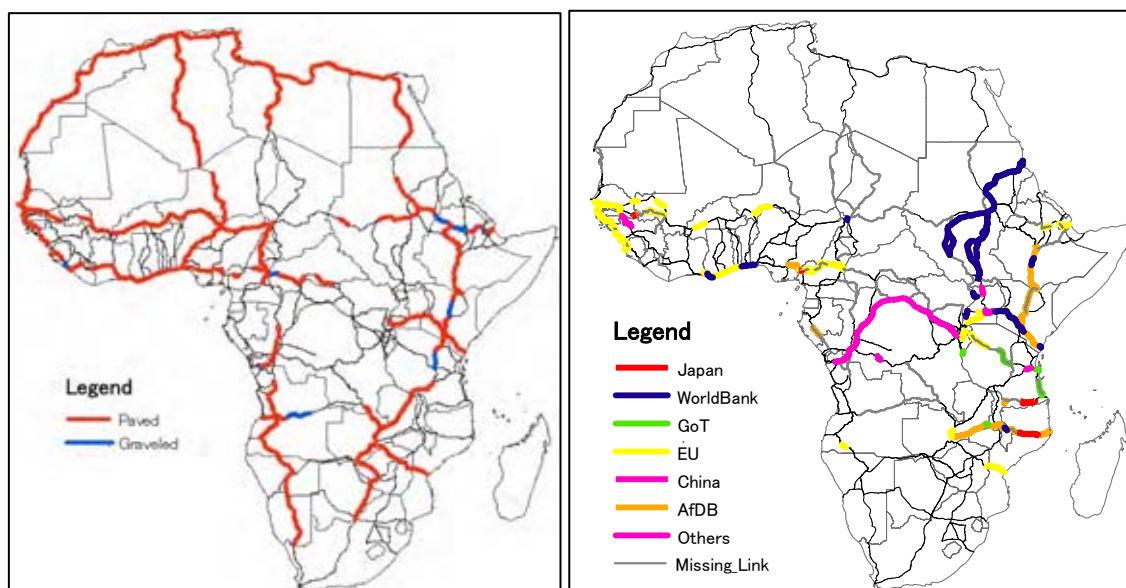 Legend
Paved
Graveled
Legend
Japan
WorldBank
GoT
EU
China
AfDB
Others
Missing_Link